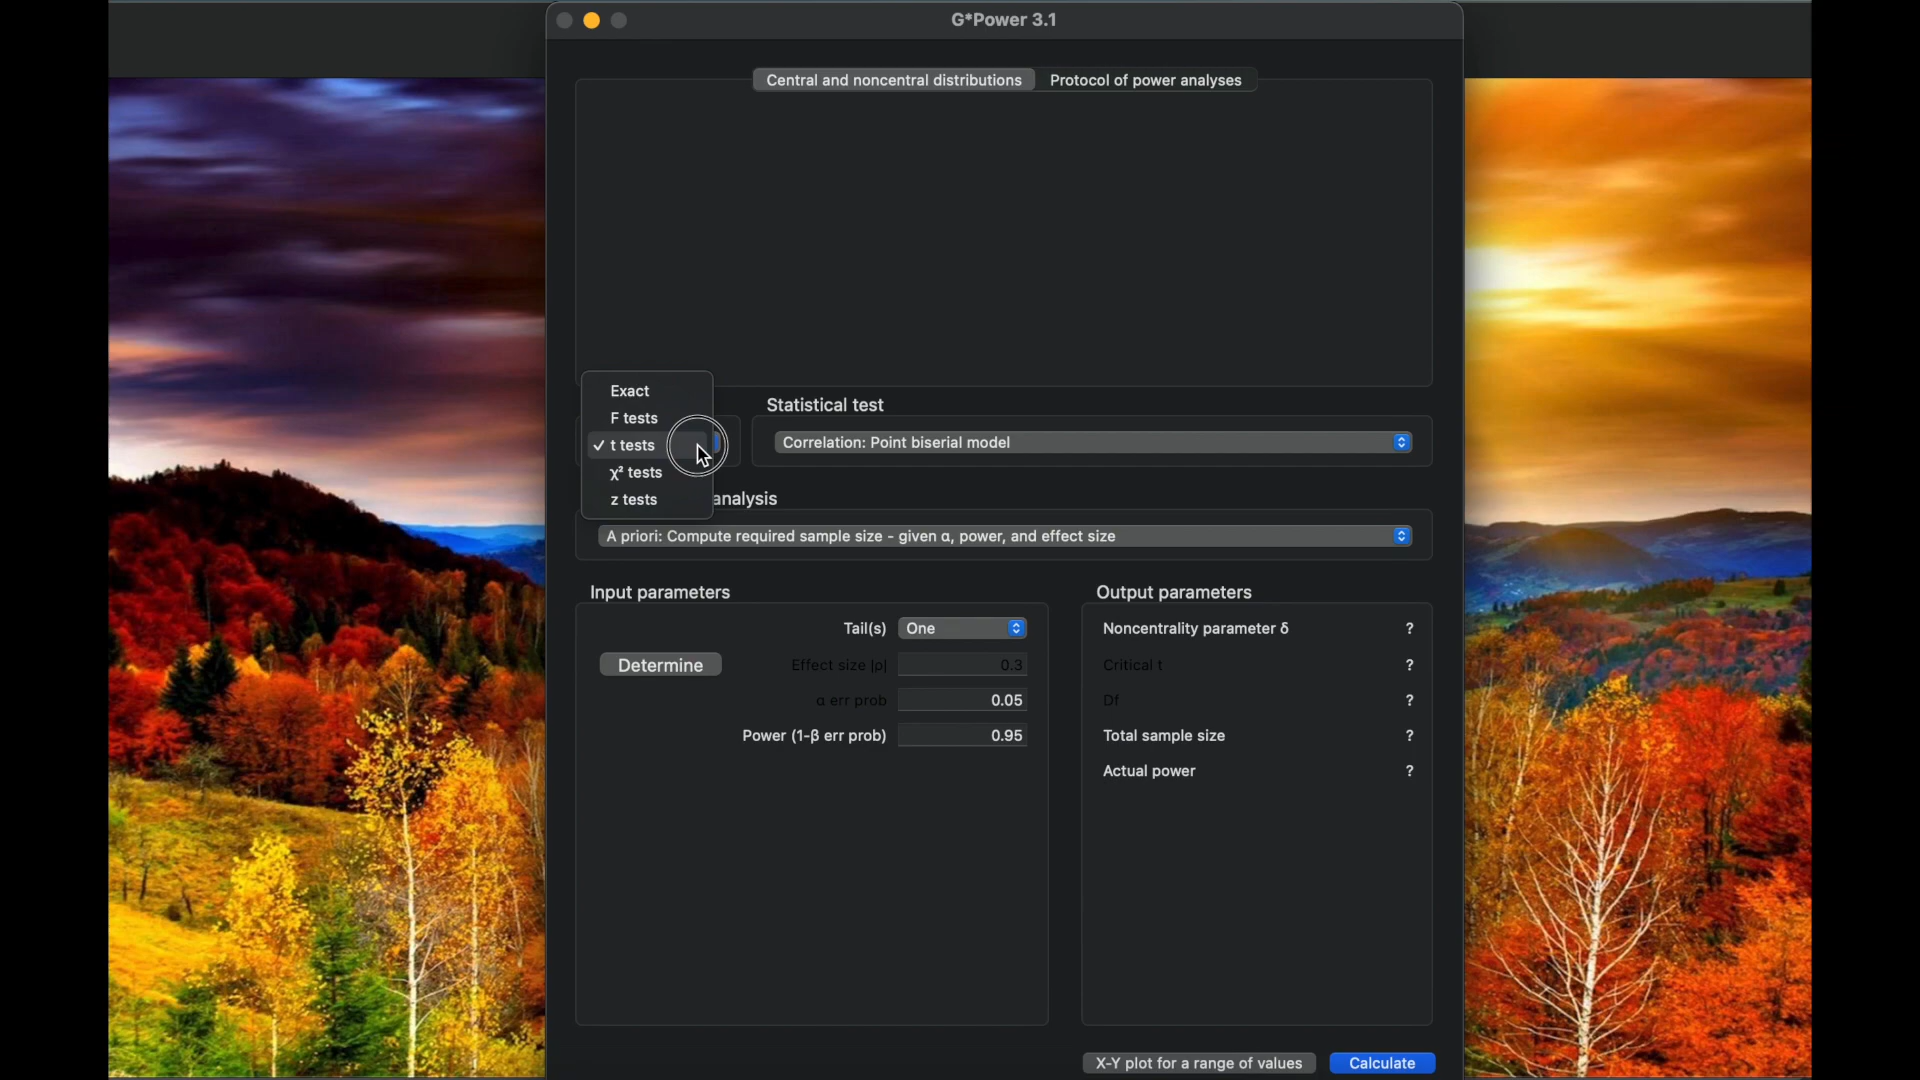 G*Power 3.1
Central and noncentral distributions Protocol of power analyses
Exact
F tests
✓ t tests
χ² tests
z tests
Statistical test
Correlation: Point biserial model
analysis
A priori: Compute required sample size - given α, power, and effect size
Input parameters
Tail(s) One
Determine Effect size |ρ| 0.3
α err prob 0.05
Power (1-β err prob) 0.95
Output parameters
Noncentrality parameter δ ?
Critical t ?
Df ?
Total sample size ?
Actual power ?
X-Y plot for a range of values Calculate